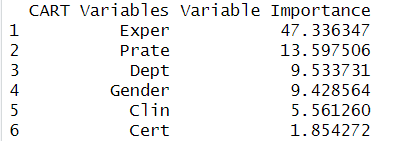 CART Variables Variable Importance
1 Exper 47.336347
2 Prate 13.597506
3 Dept 9.533731
4 Gender 9.428564
5 Clin 5.561260
6 Cert 1.854272